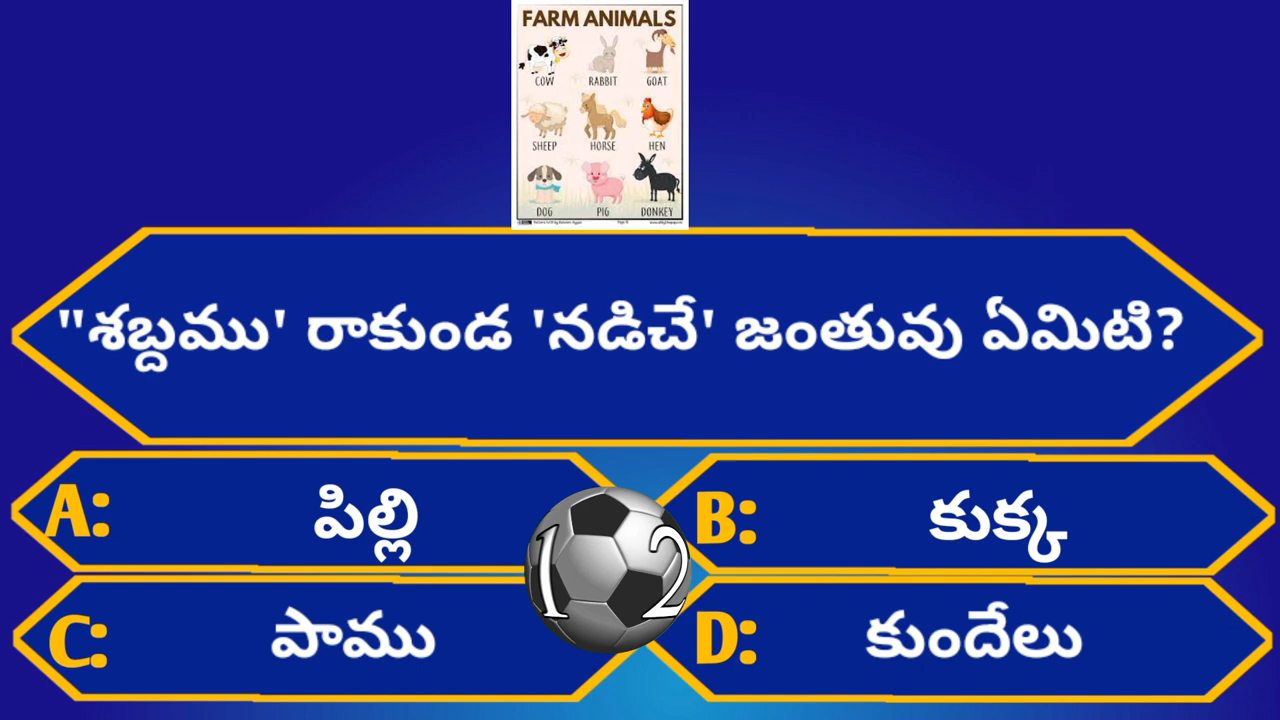 FARM ANIMALS
COW RABBIT GOAT
SHEEP HORSE HEN
DOG PIG DONKEY
"శబ్దము' రాకుండ 'నడిచే' జంతువు ఏమిటి?
A: పిల్లి
B: కుక్క
12
C: పాము
D: కుందేలు